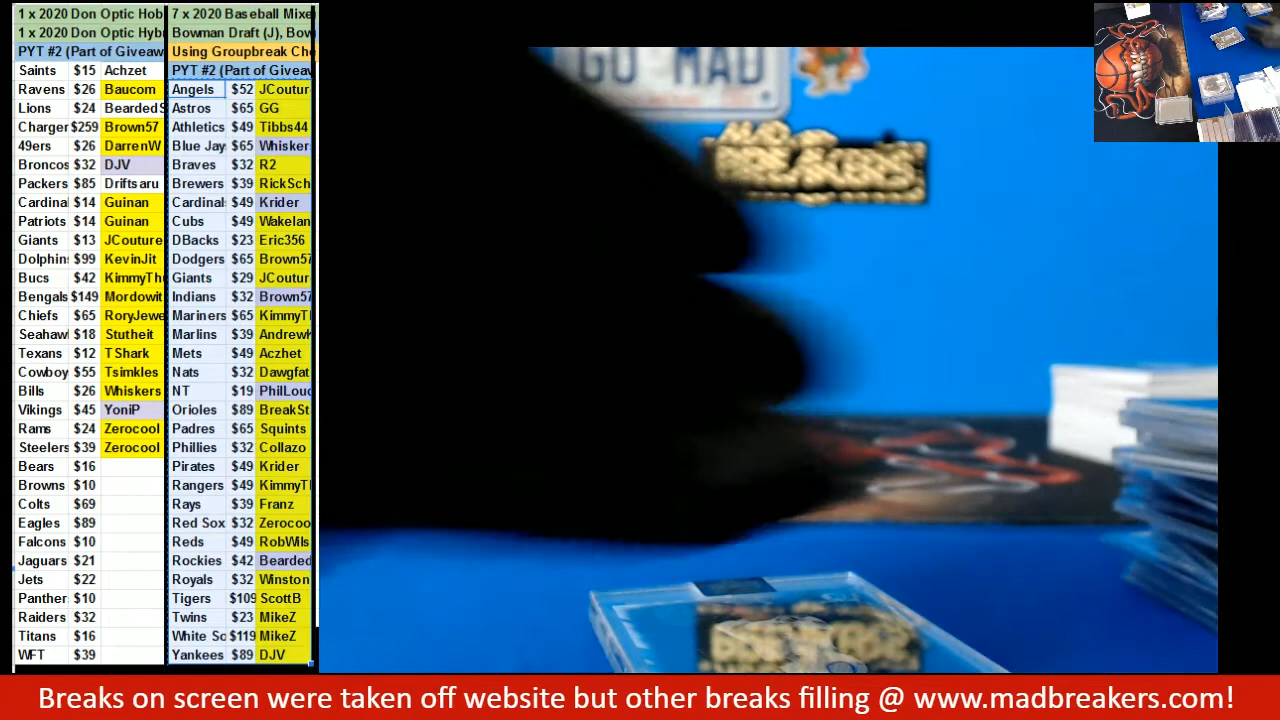 1 x 2020 Don Optic Hob
1 x 2020 Don Optic Hybr
PYT #2 (Part of Giveaw
Saints $15 Achzet
Ravens $26 Baucom
Lions $24 BeardedS
Charger $259 Brown57
49ers $26 DarrenW
Broncos $32 DJV
Packers $85 Driftsaru
Cardinal $14 Guinan
Patriots $14 Guinan
Giants $13 JCouture
Dolphin $99 KevinJit
Bucs $42 KimmyTh
Bengals $149 Mordowit
Chiefs $65 RoryJewe
Seahaw $18 Stutheit
Texans $12 TShark
Cowboy $55 Tsimkles
Bills $26 Whiskers
Vikings $45 YoniP
Rams $24 Zerocool
Steelers $39 Zerocool
Bears $16
Browns $10
Colts $69
Eagles $89
Falcons $10
Jaguars $21
Jets $22
Panther $10
Raiders $32
Titans $16
WFT $39
7 x 2020 Baseball Mixe
Bowman Draft (J), Bow
Using Groupbreak Che
PYT #2 (Part of Giveaw
Angels $52 JCoutur
Astros $65 GG
Athletics $49 Tibbs44
Blue Jay $65 Whisker
Braves $32 R2
Brewers $39 RickSch
Cardinal $49 Krider
Cubs $49 Wakelan
DBacks $23 Eric356
Dodgers $65 Brown57
Giants $29 JCoutur
Indians $32 Brown57
Mariners $65 KimmyT
Marlins $39 Andrew
Mets $49 Aczhet
Nats $32 Dawgfat
NT $19 PhilLou
Orioles $89 BreakSt
Padres $65 Squints
Phillies $32 Collazo
Pirates $49 Krider
Rangers $49 KimmyT
Rays $39 Franz
Red Sox $32 Zerocoo
Reds $49 RobWils
Rockies $42 Bearded
Royals $32 Winston
Tigers $109 ScottB
Twins $23 MikeZ
White So $119 MikeZ
Yankees $89 DJV
GO MAD
BREAKERS
Breaks on screen were taken off website but other breaks filling @ www.madbreakers.com!